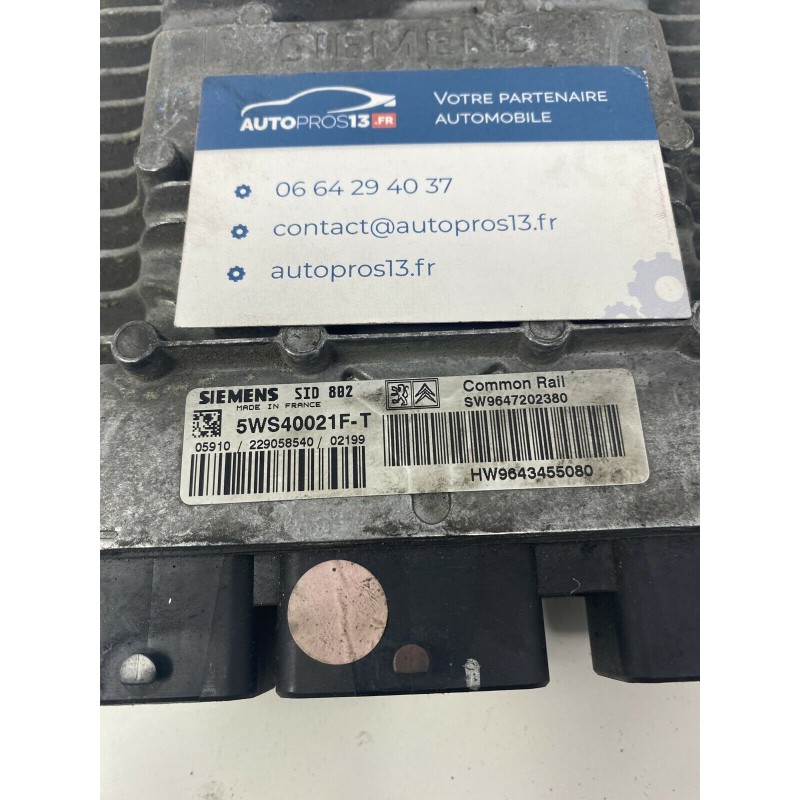 SIEMENS
AUTOPROS13.FR
VOTRE PARTENAIRE
AUTOMOBILE
06 64 29 40 37
contact@autopros13.fr
autopros13.fr
SIEMENS SID 802
MADE IN FRANCE
5WS40021F-T
05910 / 229058540 / 02199
Common Rail
SW9647202380
HW9643455080